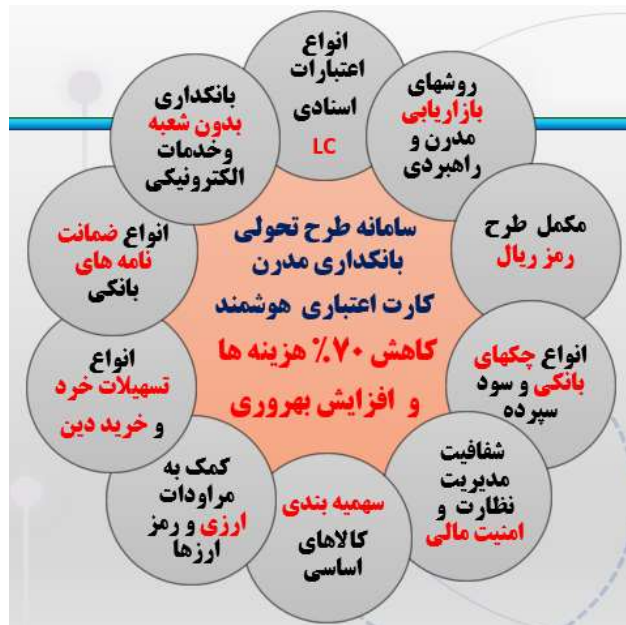 انواع
اعتبارات
اسنادی
LC
روشهای
بازاریابی
مدرن و
راهبردی
مکمل طرح
رمز ریال
انواع چکهای
بانکی و سود
سپرده
شفافیت
مدیریت
نظارت و
امنیت مالی
سهمیه بندی
کالاهای
اساسی
کمک به
مراودات
ارزی و رمز
ارزها
انواع
تسهیلات خرد
و خرید دین
انواع ضمانت
نامه های
بانکی
بانکداری
بدون شعبه
وخدمات
الکترونیکی
سامانه طرح تحولی
بانکداری مدرن
کارت اعتباری هوشمند
کاهش ۷۰٪ هزینه ها
و افزایش بهروری